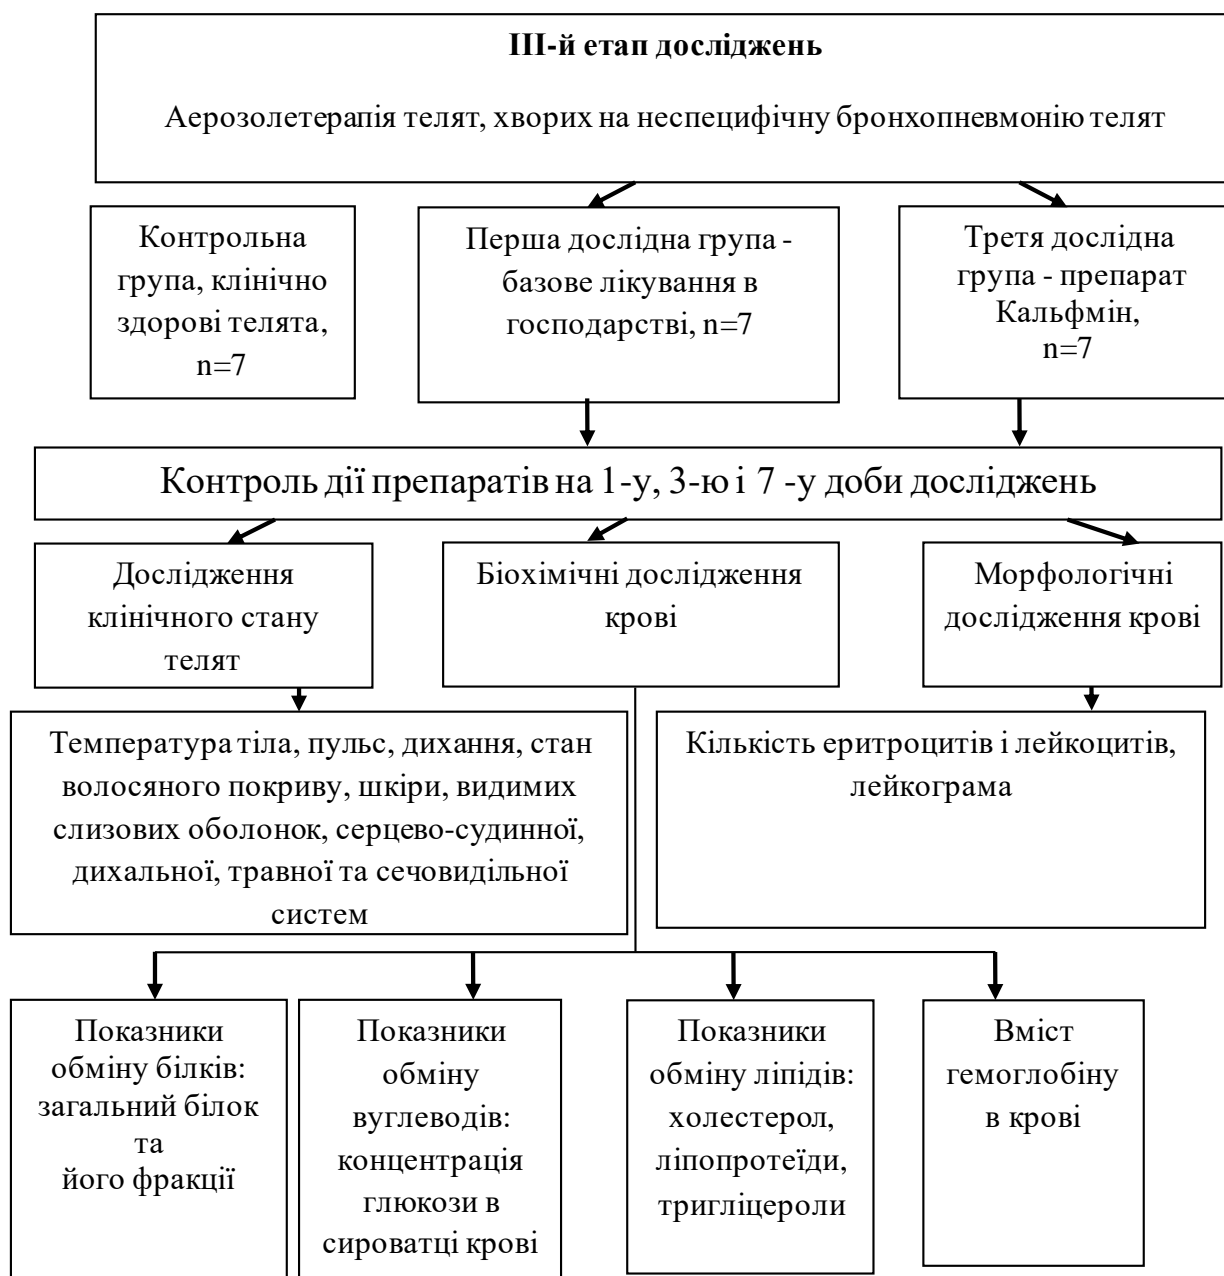 ІІІ-й етап досліджень
Аерозолетерапія телят, хворих на неспецифічну бронхопневмонію телят
Контрольна
група, клінічно
здорові телята,
n=7
Перша дослідна група -
базове лікування в
господарстві, n=7
Третя дослідна
група - препарат
Кальфмін,
n=7
Контроль дії препаратів на 1-у, 3-ю і 7 -у доби досліджень
Дослідження
клінічного стану
телят
Біохімічні дослідження
крові
Морфологічні
дослідження крові
Температура тіла, пульс, дихання, стан
волосяного покриву, шкіри, видимих
слизових оболонок, серцево-судинної,
дихальної, травної та сечовидільної
систем
Кількість еритроцитів і лейкоцитів,
лейкограма
Показники
обміну білків:
загальний білок
та
його фракції
Показники
обміну
вуглеводів:
концентрація
глюкози в
сироватці крові
Показники
обміну ліпідів:
холестерол,
ліпопротеїди,
тригліцероли
Вміст
гемоглобіну
в крові